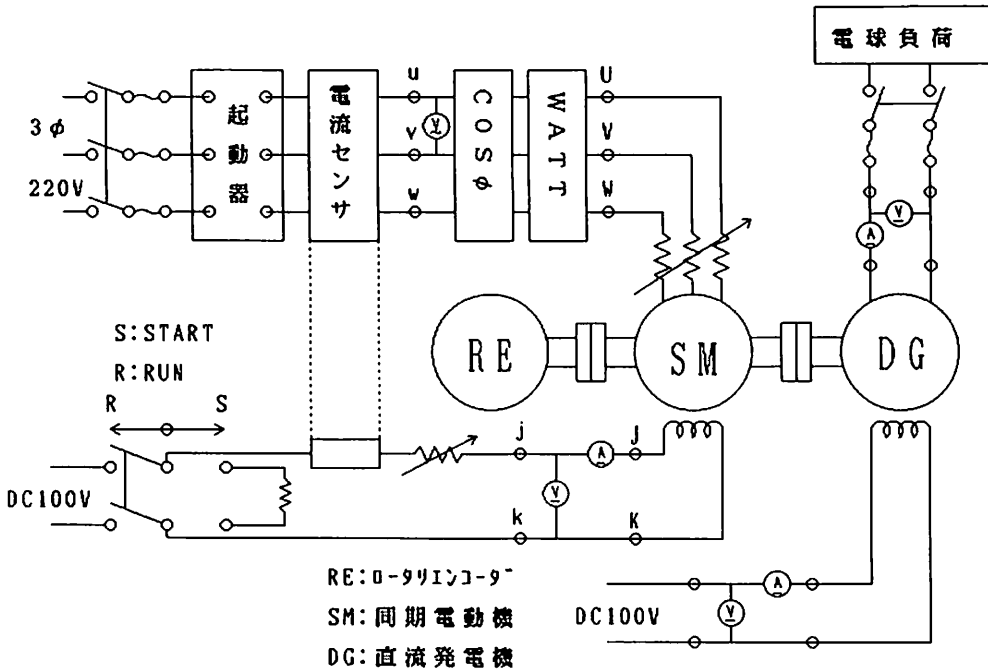 電球負荷
u
U
起動器
電流センサ
COSφ
WATT
3φ
V
v
V
220V
w
W
A
V
S:START
R:RUN
RE
SM
DG
R
S
j
J
A
DC100V
V
k
K
RE:ロータリエンコーダ
SM:同期電動機
DG:直流発電機
A
DC100V
V